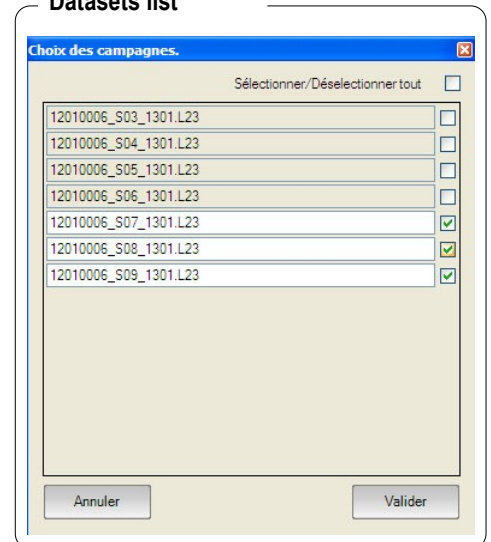 Datasets list
Choix des campagnes.
Sélectionner/Déselectionner tout
12010006_S03_1301.L23
12010006_S04_1301.L23
12010006_S05_1301.L23
12010006_S06_1301.L23
12010006_S07_1301.L23
12010006_S08_1301.L23
12010006_S09_1301.L23
Annuler Valider